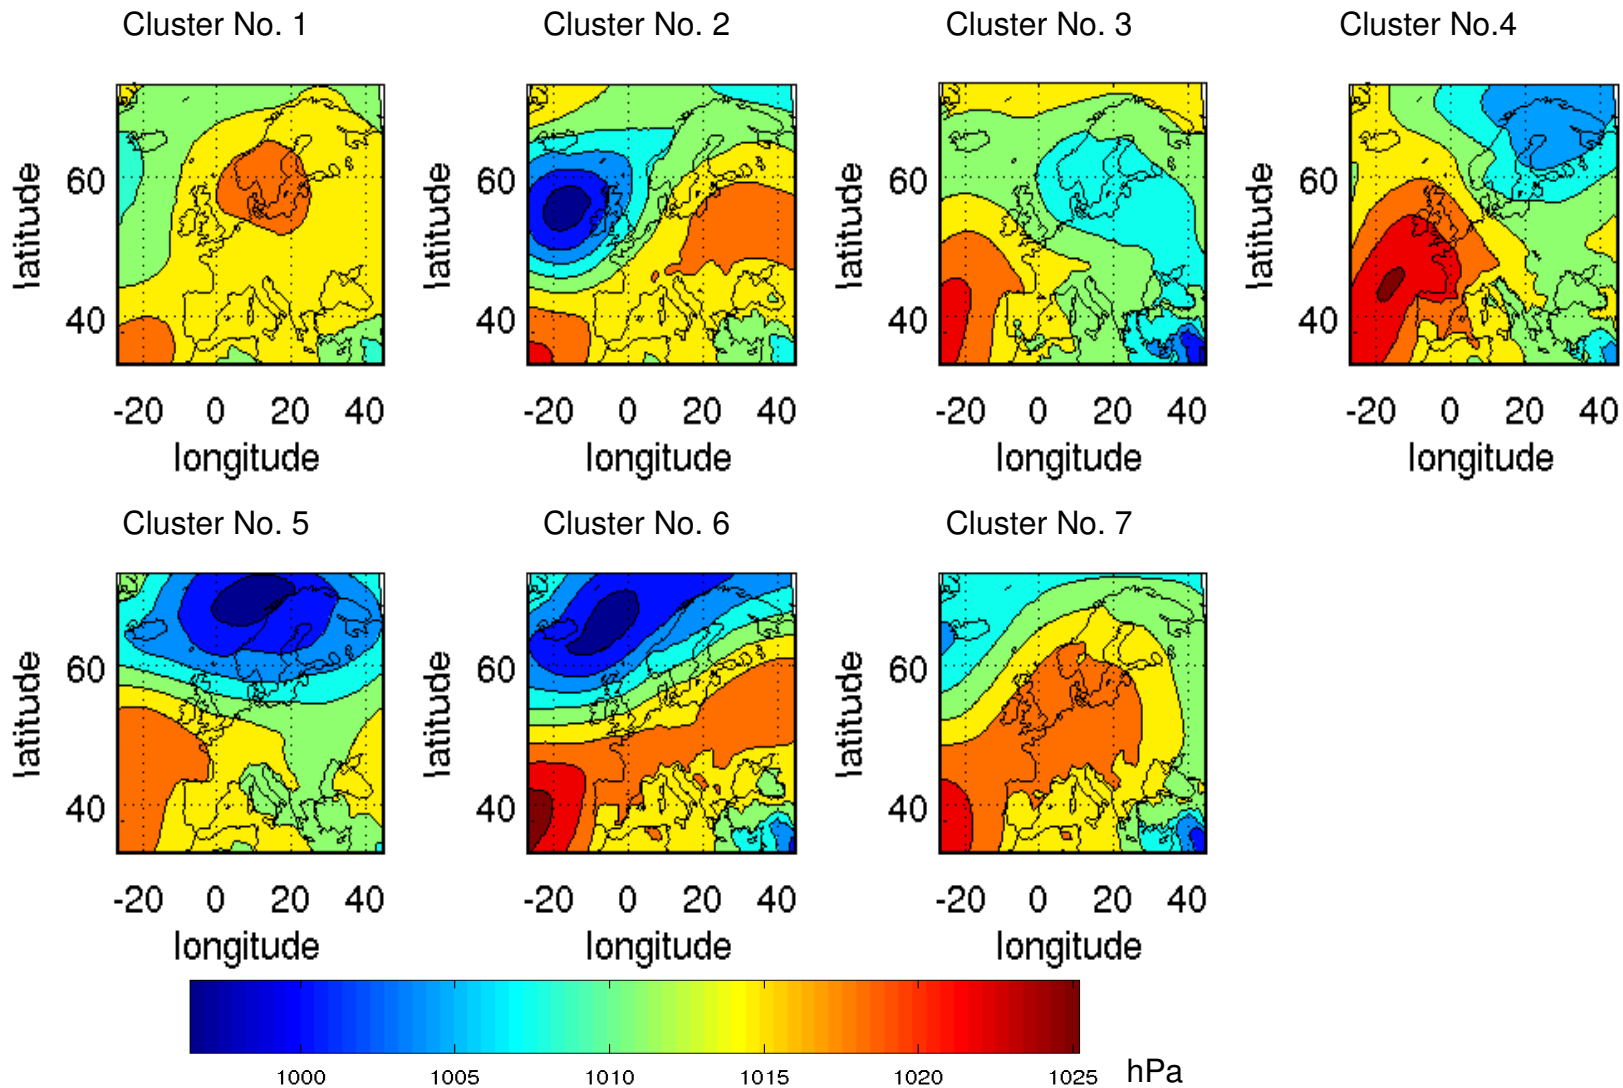 Cluster No. 1
Cluster No. 2
Cluster No. 3
Cluster No.4
latitude
60
40
-20 0 20 40
longitude
latitude
60
40
-20 0 20 40
longitude
latitude
60
40
-20 0 20 40
longitude
latitude
60
40
-20 0 20 40
longitude
Cluster No. 5
Cluster No. 6
Cluster No. 7
latitude
60
40
-20 0 20 40
longitude
latitude
60
40
-20 0 20 40
longitude
latitude
60
40
-20 0 20 40
longitude
1000 1005 1010 1015 1020 1025 hPa